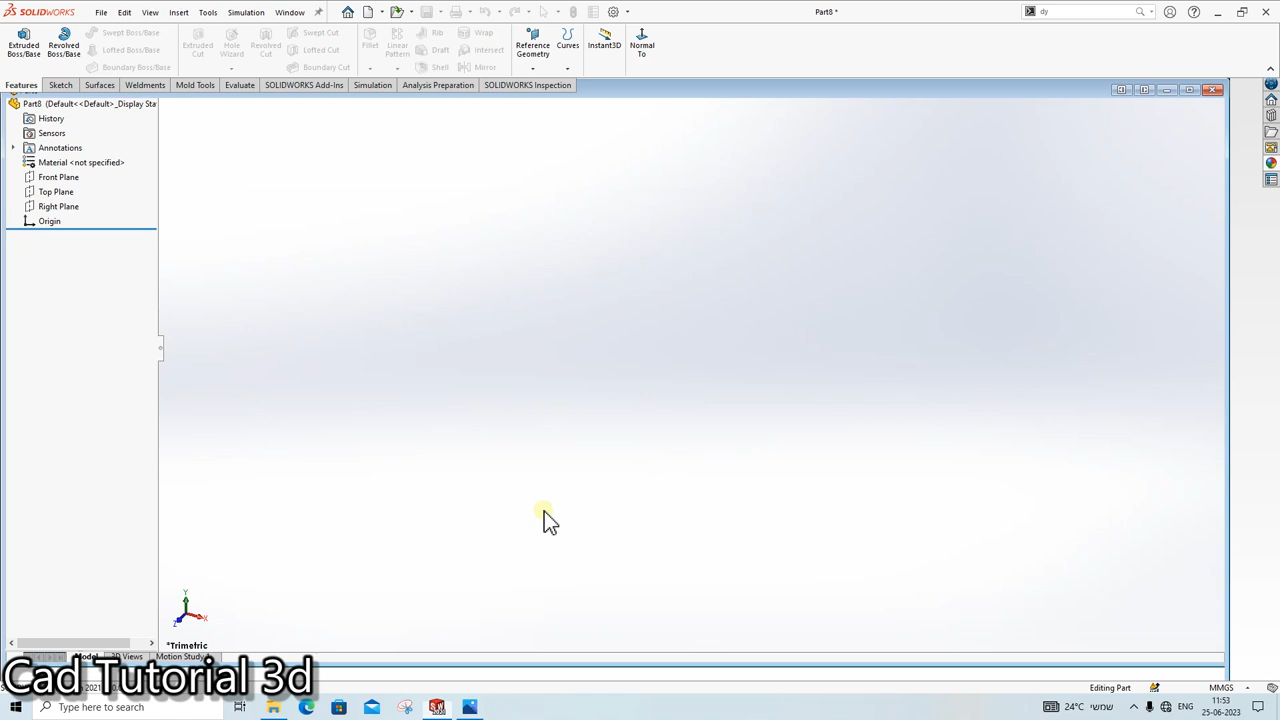 SOLIDWORKS File Edit View Insert Tools Simulation Window Part8 * dy
Extruded Boss/Base Revolved Boss/Base Swept Boss/Base Lofted Boss/Base Boundary Boss/Base Extruded Cut Hole Wizard Revolved Cut Swept Cut Lofted Cut Boundary Cut Fillet Linear Pattern Rib Draft Shell Wrap Intersect Mirror Reference Geometry Curves Instant3D Normal To
Features Sketch Surfaces Weldments Mold Tools Evaluate SOLIDWORKS Add-Ins Simulation Analysis Preparation SOLIDWORKS Inspection
Part8 (Default<<Default>_Display Sta
History
Sensors
Annotations
Material <not specified>
Front Plane
Top Plane
Right Plane
Origin
Y
X
Z
*Trimetric
Model 3D Views Motion Study
Cad Tutorial 3d
Editing Part MMGS
Type here to search 24°C שמשי ENG 11:53
25-06-2023